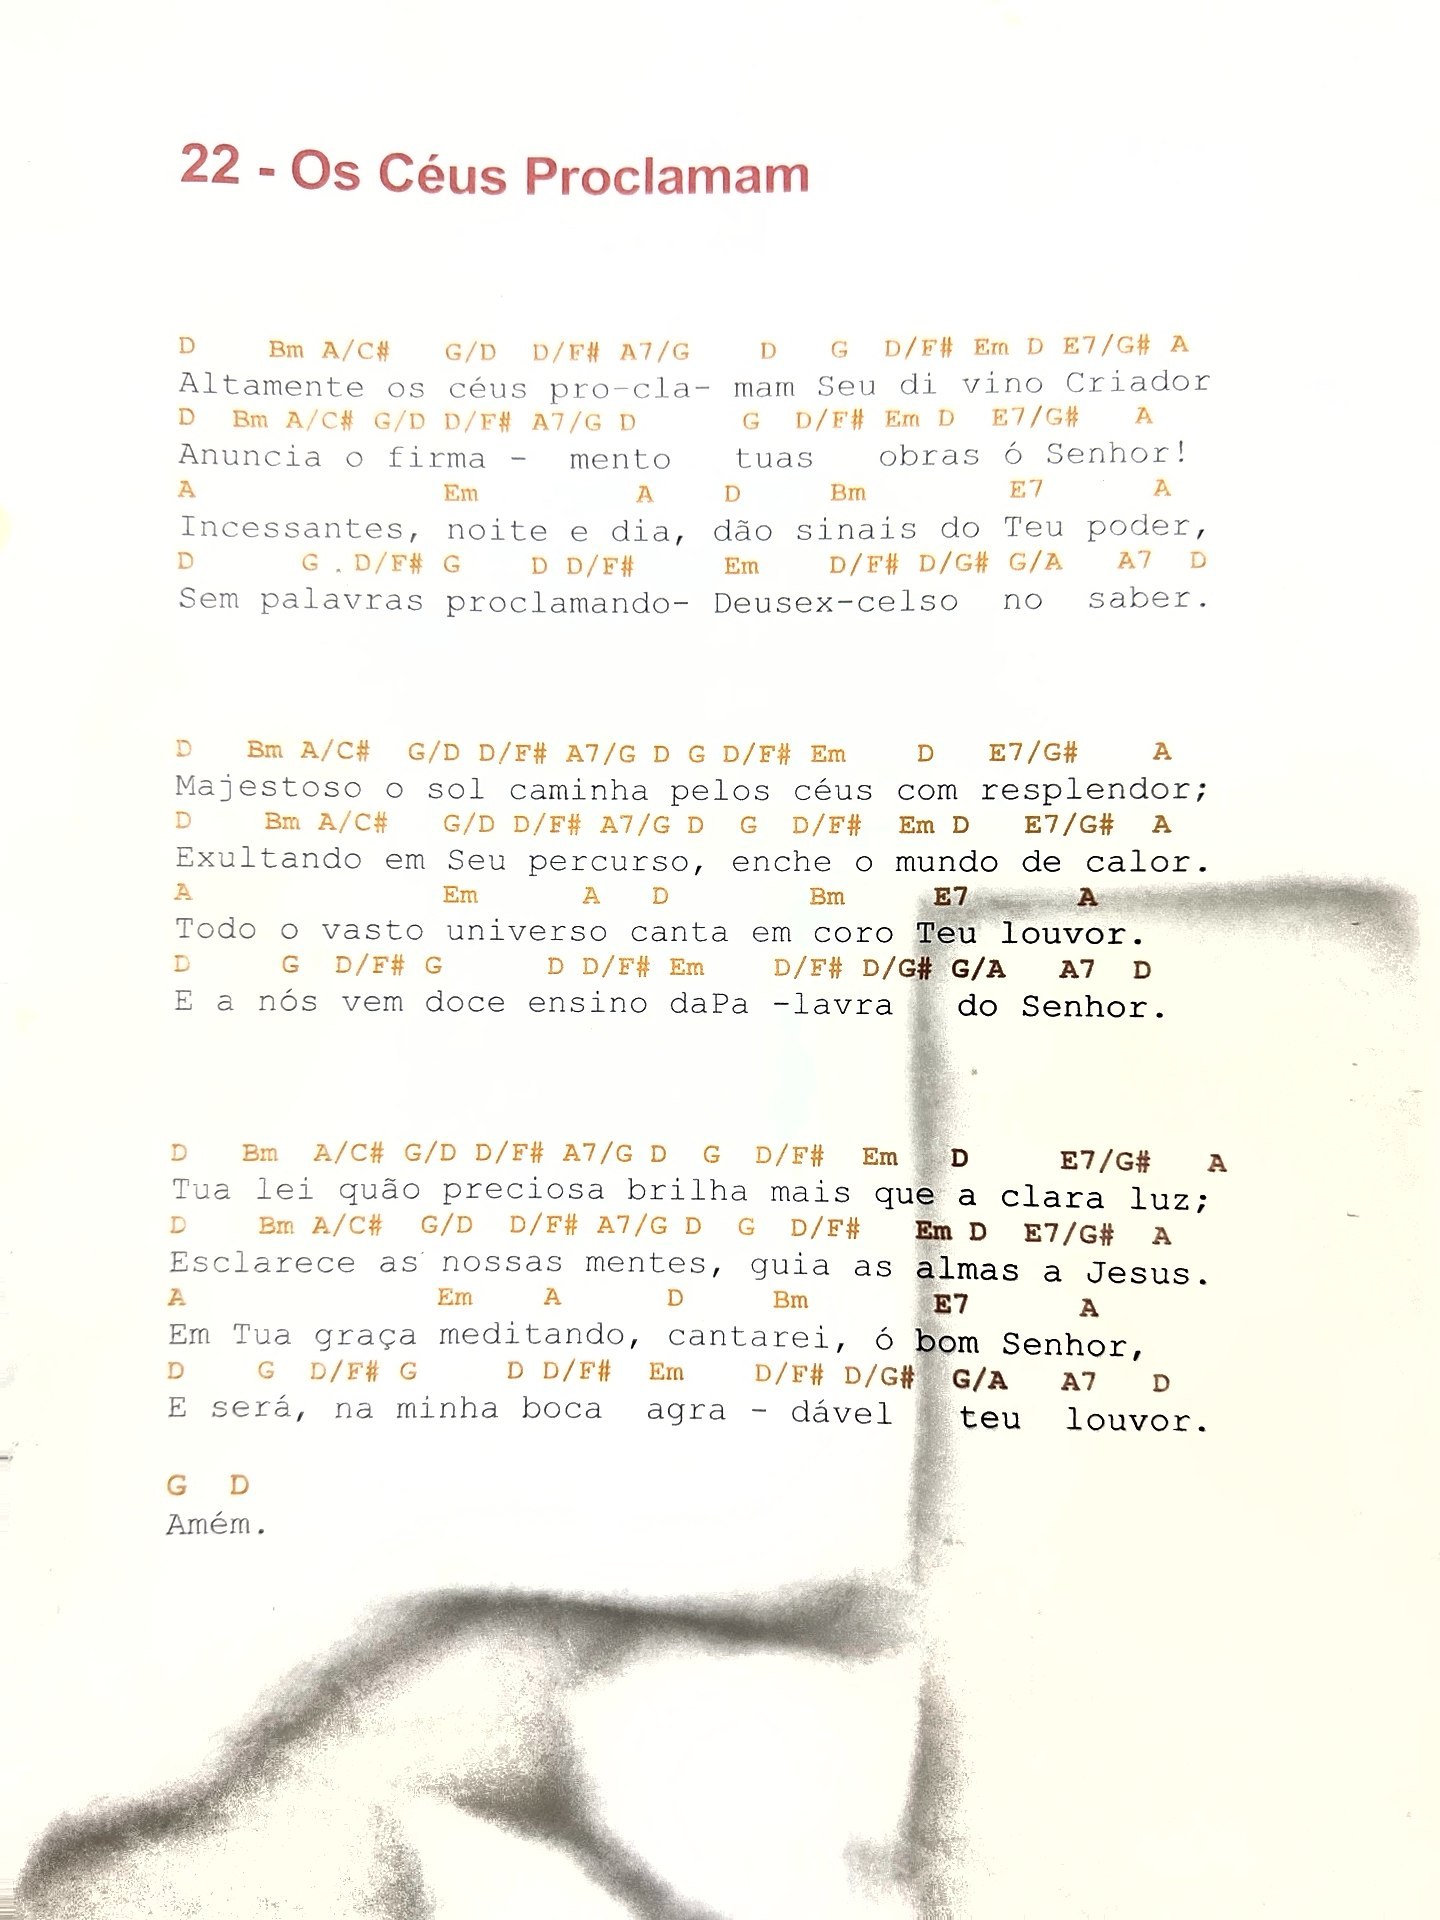 22 - Os Céus Proclamam
D Bm A/C# G/D D/F# A7/G D G D/F# Em D E7/G# A
Altamente os céus pro-cla- mam Seu di vino Criador
D Bm A/C# G/D D/F# A7/G D G D/F# Em D E7/G# A
Anuncia o firma - mento tuas obras ó Senhor!
A Em A D Bm E7 A
Incessantes, noite e dia, dão sinais do Teu poder,
D G . D/F# G D D/F# Em D/F# D/G# G/A A7 D
Sem palavras proclamando- Deusex-celso no saber.
D Bm A/C# G/D D/F# A7/G D G D/F# Em D E7/G# A
Majestoso o sol caminha pelos céus com resplendor;
D Bm A/C# G/D D/F# A7/G D G D/F# Em D E7/G# A
Exultando em Seu percurso, enche o mundo de calor.
A Em A D Bm E7 A
Todo o vasto universo canta em coro Teu louvor.
D G D/F# G D D/F# Em D/F# D/G# G/A A7 D
E a nós vem doce ensino daPa -lavra do Senhor.
D Bm A/C# G/D D/F# A7/G D G D/F# Em D E7/G# A
Tua lei quão preciosa brilha mais que a clara luz;
D Bm A/C# G/D D/F# A7/G D G D/F# Em D E7/G# A
Esclarece as nossas mentes, guia as almas a Jesus.
A Em A D Bm E7 A
Em Tua graça meditando, cantarei, ó bom Senhor,
D G D/F# G D D/F# Em D/F# D/G# G/A A7 D
E será, na minha boca agra - dável teu louvor.
G D
Amém.